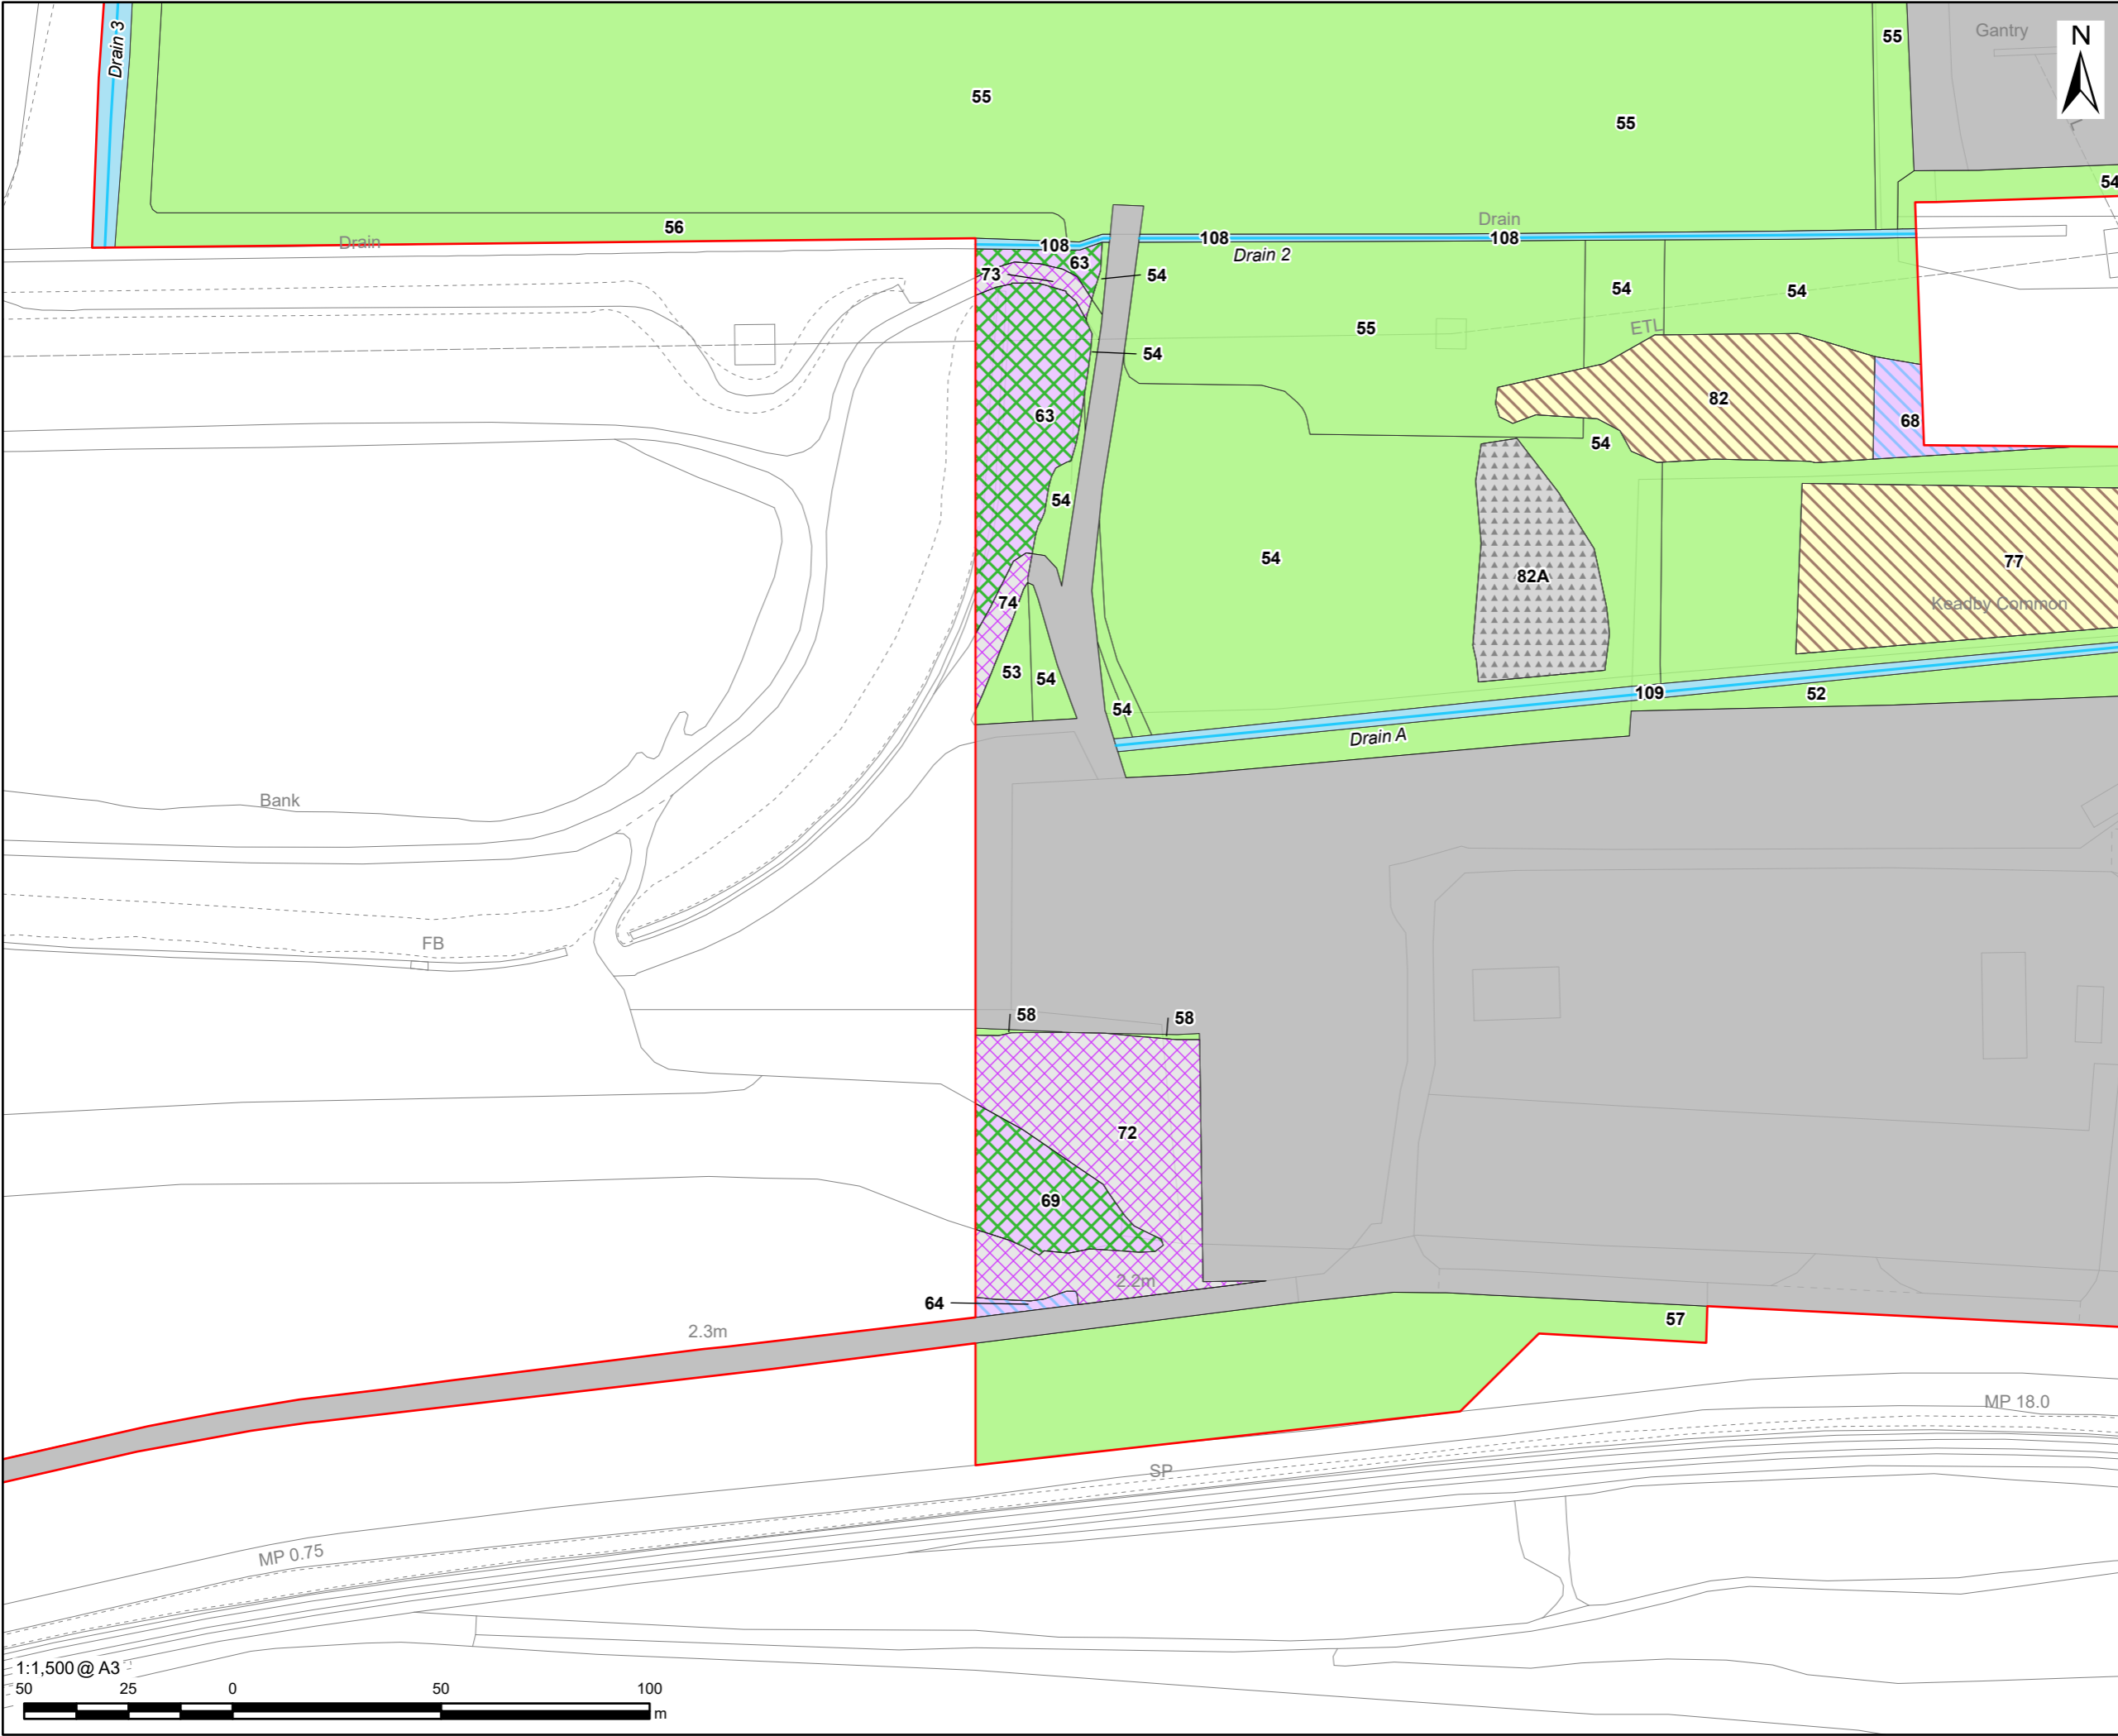 Drain 3
55
Gantry
N
55
55
54
56
Drain
Drain
108
108
108
Drain 2
63
73
54
54
54
55
ETL
54
63
82
68
54
54
54
77
82A
Keadby Common
74
53
54
54
109
52
Drain A
Bank
FB
58
58
72
69
2.2m
64
2.3m
57
MP 18.0
SP
MP 0.75
1:1,500 @ A3
50 25 0 50 100
m